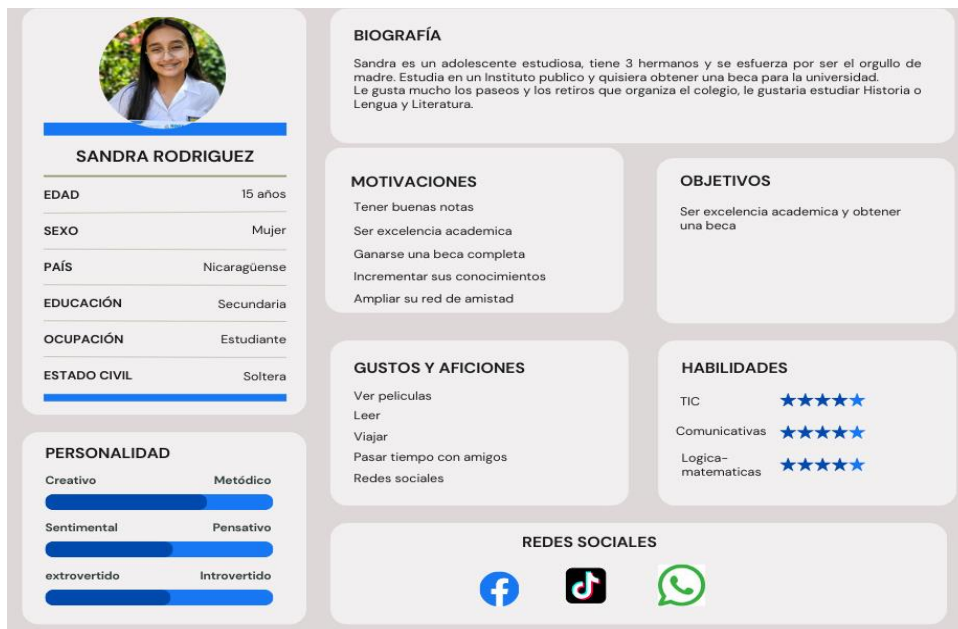 SANDRA RODRIGUEZ
EDAD 15 años
SEXO Mujer
PAÍS Nicaragüense
EDUCACIÓN Secundaria
OCUPACIÓN Estudiante
ESTADO CIVIL Soltera
PERSONALIDAD
Creativo Metódico
Sentimental Pensativo
extrovertido Introvertido
BIOGRAFÍA
Sandra es un adolescente estudiosa, tiene 3 hermanos y se esfuerza por ser el orgullo de
madre. Estudia en un Instituto publico y quisiera obtener una beca para la universidad.
Le gusta mucho los paseos y los retiros que organiza el colegio, le gustaria estudiar Historia o
Lengua y Literatura.
MOTIVACIONES
Tener buenas notas
Ser excelencia academica
Ganarse una beca completa
Incrementar sus conocimientos
Ampliar su red de amistad
OBJETIVOS
Ser excelencia academica y obtener
una beca
GUSTOS Y AFICIONES
Ver peliculas
Leer
Viajar
Pasar tiempo con amigos
Redes sociales
HABILIDADES
TIC
Comunicativas
Logica-
matematicas
REDES SOCIALES